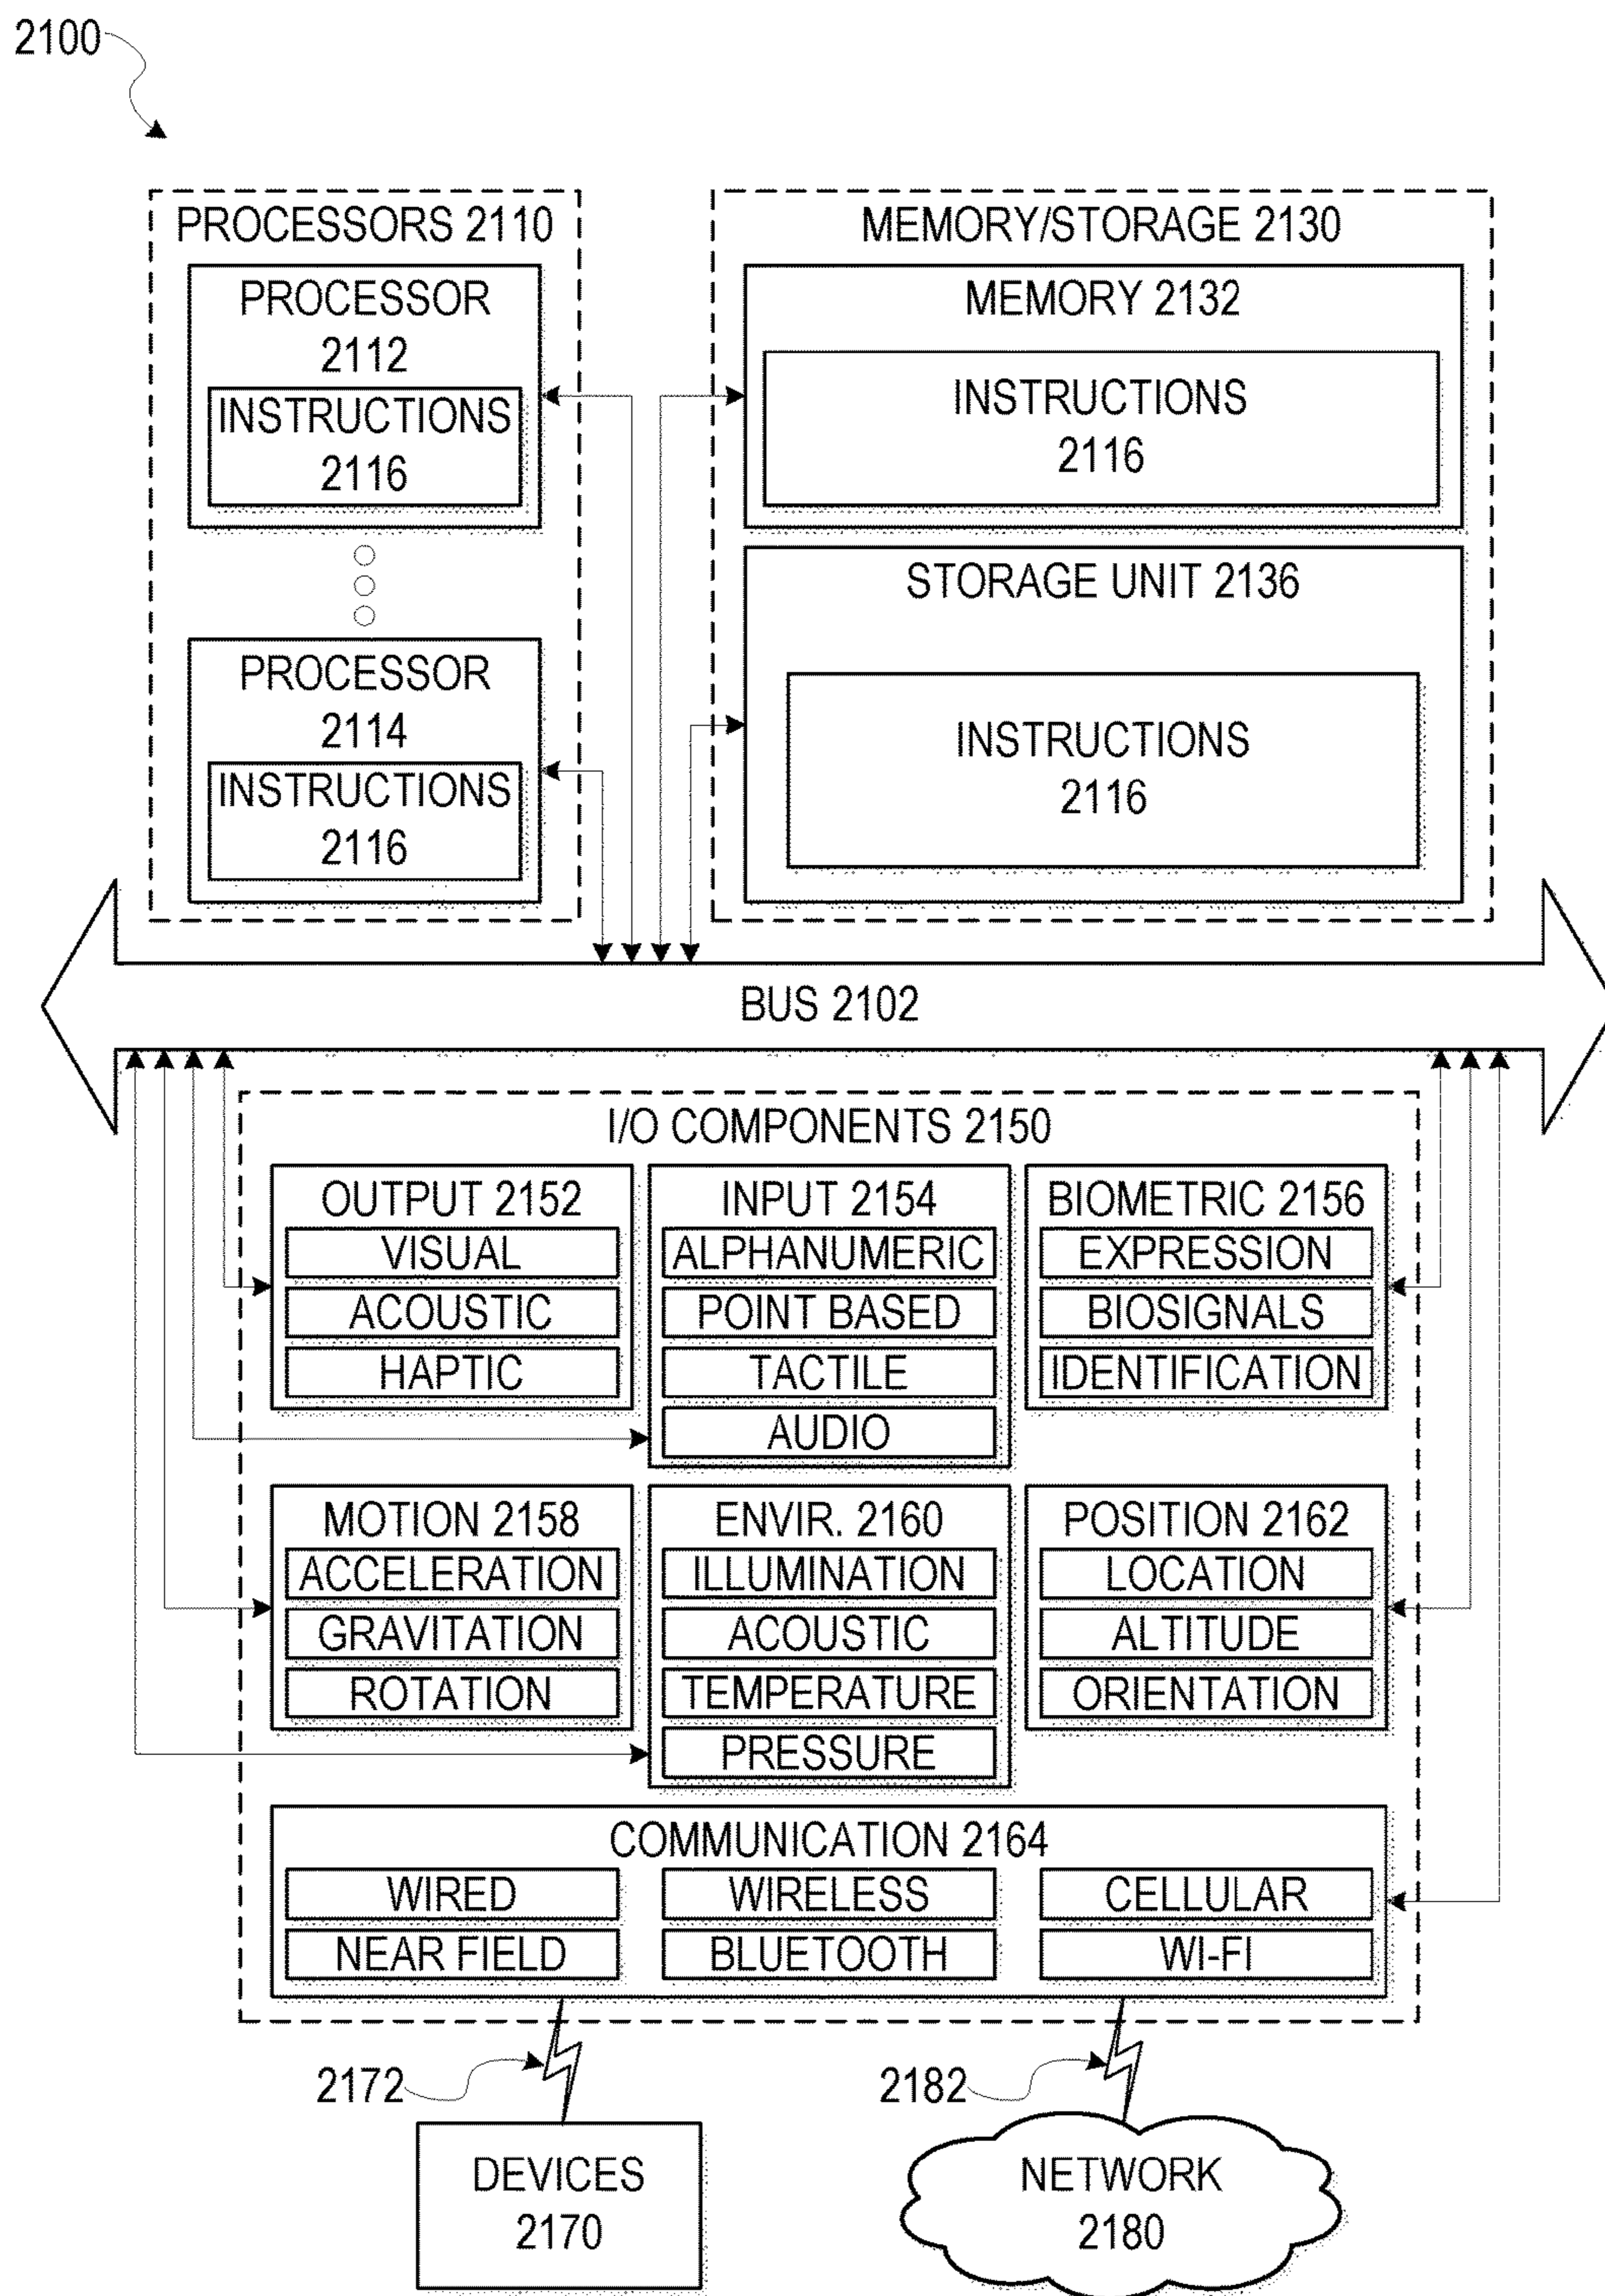 2100
PROCESSORS 2110
PROCESSOR
2112
INSTRUCTIONS
2116
PROCESSOR
2114
INSTRUCTIONS
2116
MEMORY/STORAGE 2130
MEMORY 2132
INSTRUCTIONS
2116
STORAGE UNIT 2136
INSTRUCTIONS
2116
BUS 2102
I/O COMPONENTS 2150
OUTPUT 2152
VISUAL
ACOUSTIC
HAPTIC
INPUT 2154
ALPHANUMERIC
POINT BASED
TACTILE
AUDIO
BIOMETRIC 2156
EXPRESSION
BIOSIGNALS
IDENTIFICATION
MOTION 2158
ACCELERATION
GRAVITATION
ROTATION
ENVIR. 2160
ILLUMINATION
ACOUSTIC
TEMPERATURE
PRESSURE
POSITION 2162
LOCATION
ALTITUDE
ORIENTATION
COMMUNICATION 2164
WIRED
WIRELESS
CELLULAR
NEAR FIELD
BLUETOOTH
WI-FI
2172
2182
DEVICES
2170
NETWORK
2180